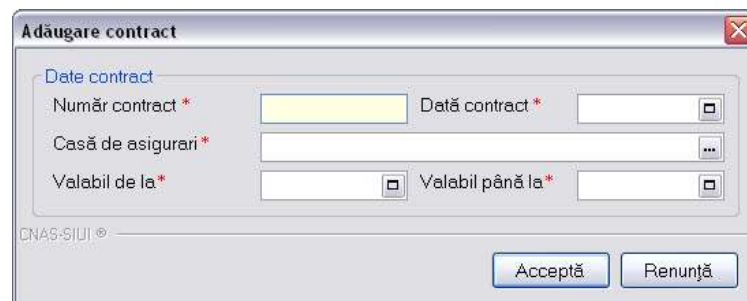 Adăugare contract
Date contract
Număr contract * Dată contract *
Casă de asigurari * ...
Valabil de la* Valabil până la*
CNAS-SIUI ®
Acceptă Renunţă